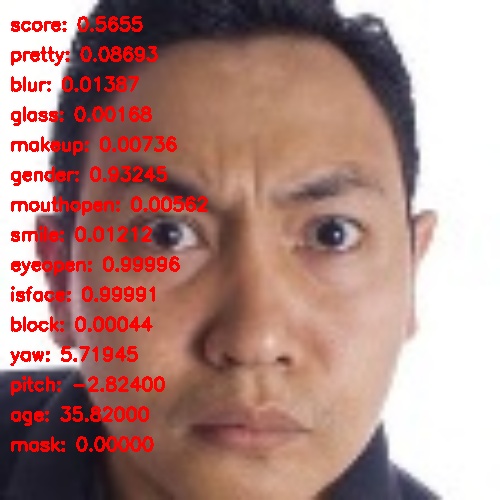 score: 0.5655
pretty: 0.08693
blur: 0.01387
glass: 0.00168
makeup: 0.00736
gender: 0.93245
mouthopen: 0.00562
smile: 0.01212
eyeopen: 0.99996
isface: 0.99991
block: 0.00044
yaw: 5.71945
pitch: -2.82400
age: 35.82000
mask: 0.00000